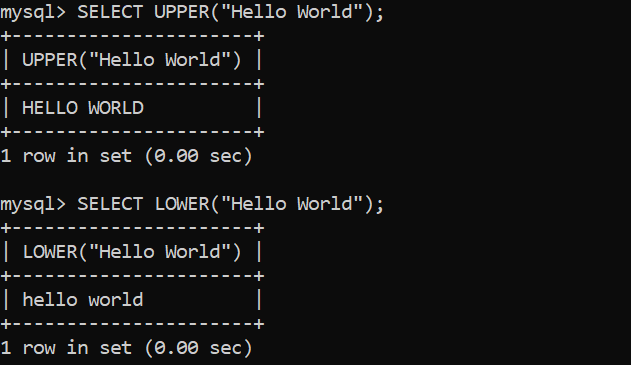 mysql> SELECT UPPER("Hello World");
+----------------------+
| UPPER("Hello World") |
+----------------------+
| HELLO WORLD          |
+----------------------+
1 row in set (0.00 sec)

mysql> SELECT LOWER("Hello World");
+----------------------+
| LOWER("Hello World") |
+----------------------+
| hello world          |
+----------------------+
1 row in set (0.00 sec)